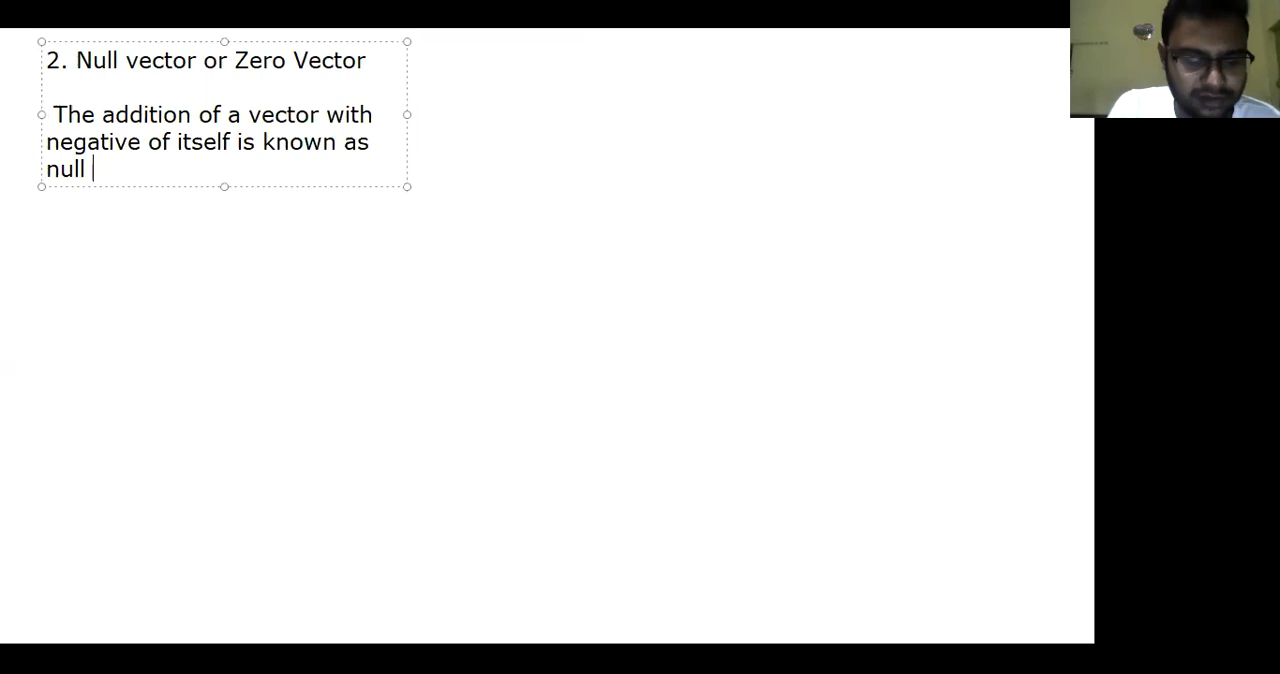 2. Null vector or Zero Vector
The addition of a vector with
negative of itself is known as
null